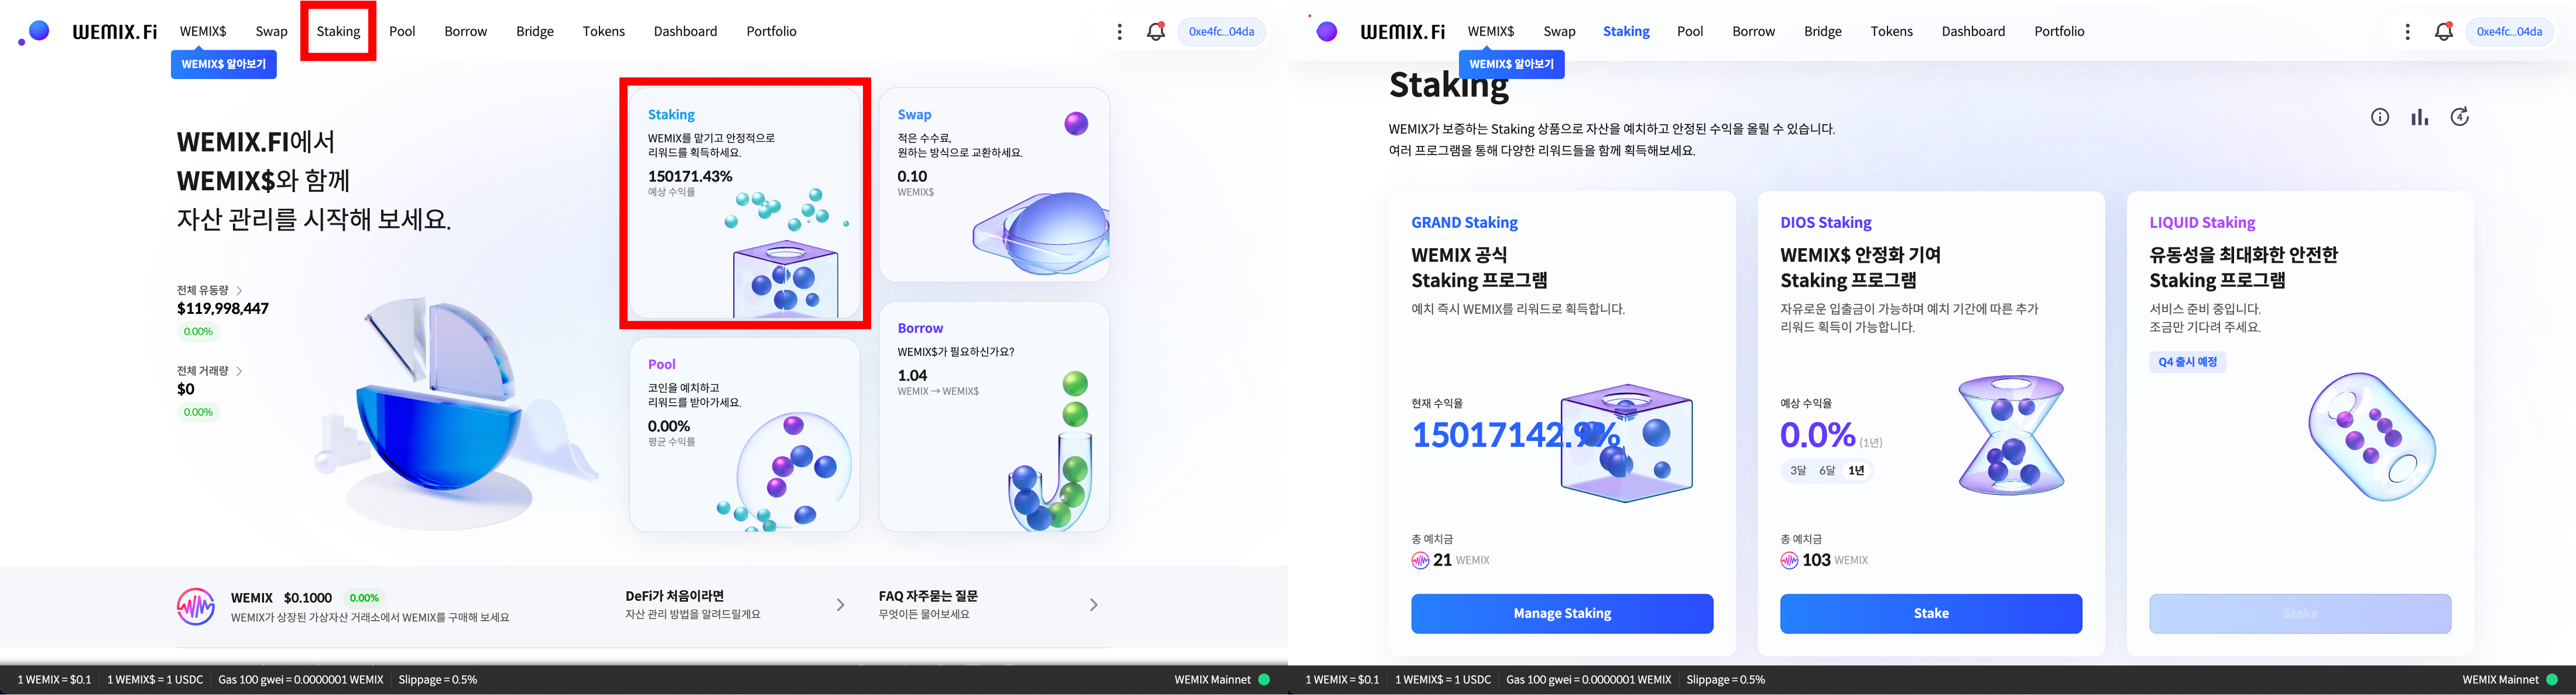 WEMIX.Fi
WEMIX$ Swap Staking Pool Borrow Bridge Tokens Dashboard Portfolio
0xe4fc...04da
WEMIX$ 알아보기
WEMIX.FI에서
WEMIX$와 함께
자산 관리를 시작해 보세요.
전체 유동량
$119,998,447
0.00%
전체 거래량
$0
0.00%
Staking
WEMIX를 맡기고 안정적으로
리워드를 획득하세요.
150171.43%
예상 수익률
Swap
적은 수수료,
원하는 방식으로 교환하세요.
0.10
WEMIX$
Pool
코인을 예치하고
리워드를 받아가세요.
0.00%
평균 수익률
Borrow
WEMIX$가 필요하신가요?
1.04
WEMIX → WEMIX$
WEMIX $0.1000 0.00%
WEMIX가 상장된 가상자산 거래소에서 WEMIX를 구매해 보세요
DeFi가 처음이라면
자산 관리 방법을 알려드릴게요
FAQ 자주묻는 질문
무엇이든 물어보세요
1 WEMIX = $0.1 1 WEMIX$ = 1 USDC Gas 100 gwei = 0.0000001 WEMIX Slippage = 0.5%
WEMIX Mainnet
WEMIX.Fi
WEMIX$ Swap Staking Pool Borrow Bridge Tokens Dashboard Portfolio
0xe4fc...04da
WEMIX$ 알아보기
Staking
WEMIX가 보증하는 Staking 상품으로 자산을 예치하고 안정된 수익을 올릴 수 있습니다.
여러 프로그램을 통해 다양한 리워드들을 함께 획득해보세요.
4
GRAND Staking
WEMIX 공식
Staking 프로그램
예치 즉시 WEMIX를 리워드로 획득합니다.
현재 수익율
15017142.9%
총 예치금
21 WEMIX
Manage Staking
DIOS Staking
WEMIX$ 안정화 기여
Staking 프로그램
자유로운 입출금이 가능하며 예치 기간에 따른 추가
리워드 획득이 가능합니다.
예상 수익율
0.0% (1년)
3달 6달 1년
총 예치금
103 WEMIX
Stake
LIQUID Staking
유동성을 최대화한 안전한
Staking 프로그램
서비스 준비 중입니다.
조금만 기다려 주세요.
Q4 출시 예정
Stake
1 WEMIX = $0.1 1 WEMIX$ = 1 USDC Gas 100 gwei = 0.0000001 WEMIX Slippage = 0.5%
WEMIX Mainnet